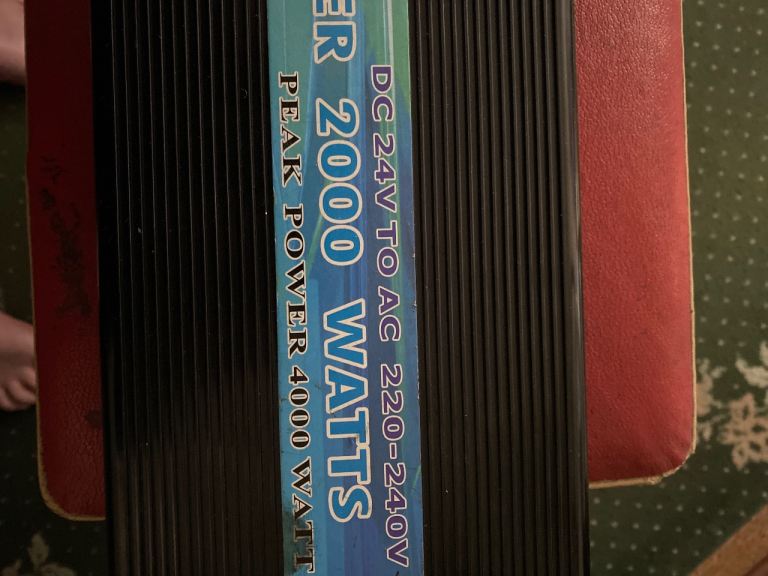 DC 24V TO AC 220-240V
ER 2000 WATTS
PEAK POWER 4000 WATT